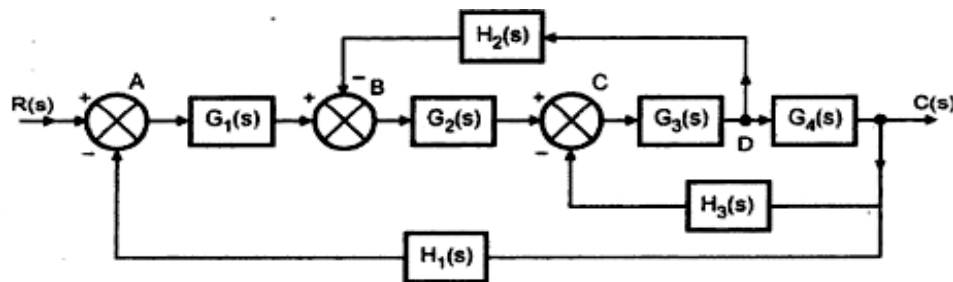 H₂(s)
A
B
C
R(s)
+
−
G₁(s)
+
−
G₂(s)
+
−
G₃(s)
D
G₄(s)
C(s)
H₃(s)
H₁(s)